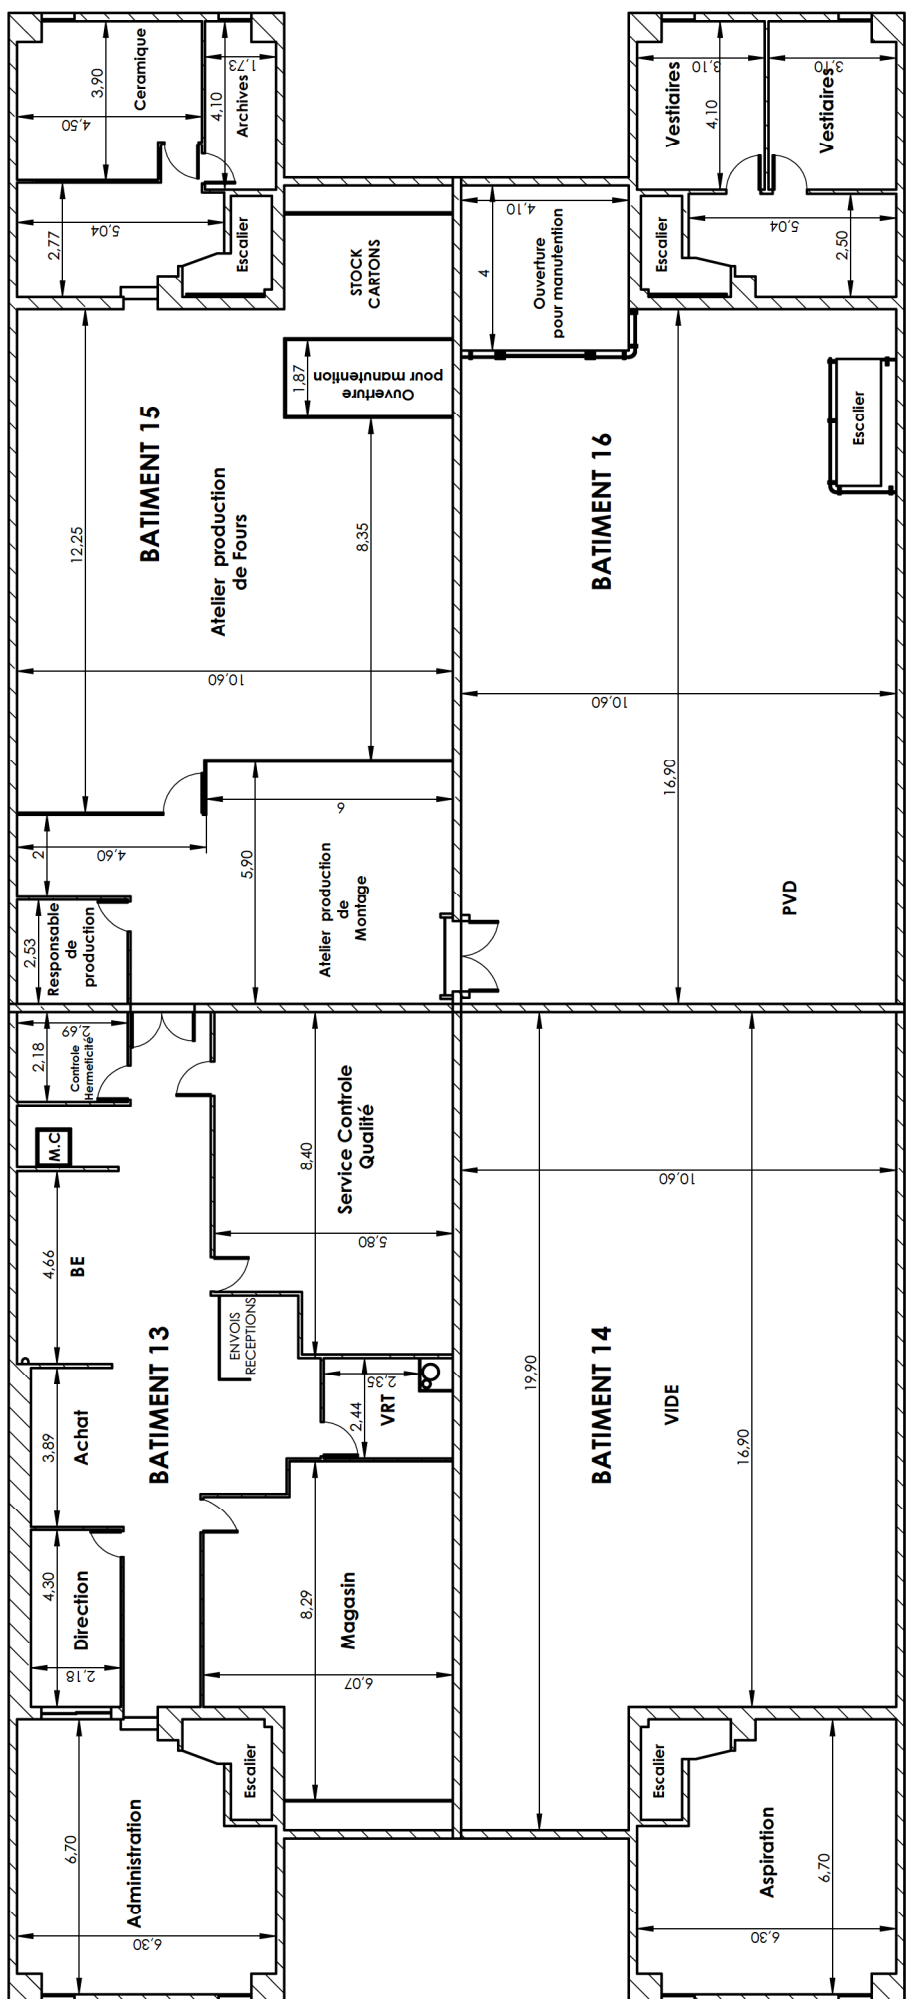 Ceramique
3,90
4,50
Archives
4,10
1,73
2,77
5,04
Escalier
STOCK
CARTONS
Ouverture
pour manutention
1,87
BATIMENT 15
Atelier production
de Fours
12,25
8,35
10,60
Vestiaires
3,10
4,10
Vestiaires
3,10
Escalier
5,04
2,50
4,10
4
Ouverture
pour manutention
BATIMENT 16
Escalier
10,60
16,90
PVD
2
4,60
6
5,90
Atelier production
de
Montage
Responsable
de
production
2,53
2,69
2,18
Controle
Hermeticité
M.C
Service Controle
Qualité
8,40
5,80
BE
4,66
ENVOIS
RECEPTIONS
BATIMENT 13
VRT
2,35
2,44
Achat
3,89
Direction
4,30
2,18
Magasin
8,29
6,07
Escalier
Administration
6,70
6,30
10,60
19,90
BATIMENT 14
VIDE
16,90
Escalier
Aspiration
6,70
6,30